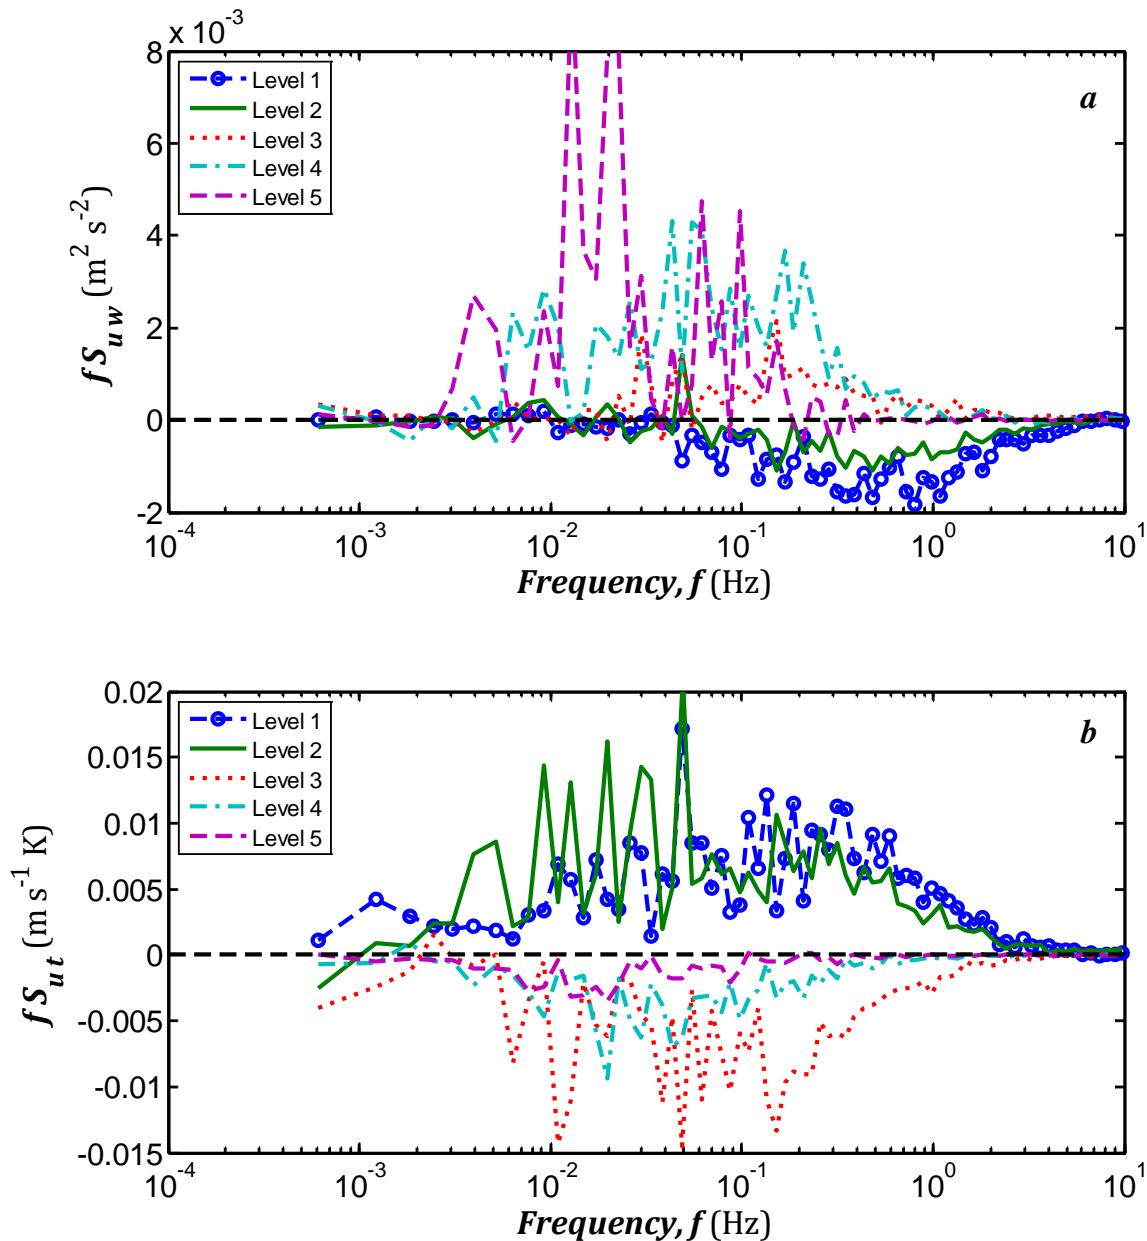 x 10^-3
8
6
4
2
0
-2
fS_uw (m^2 s^-2)
Level 1
Level 2
Level 3
Level 4
Level 5
a
10^-4 10^-3 10^-2 10^-1 10^0 10^1
Frequency, f (Hz)
0.02
0.015
0.01
0.005
0
-0.005
-0.01
-0.015
fS_ut (m s^-1 K)
Level 1
Level 2
Level 3
Level 4
Level 5
b
10^-4 10^-3 10^-2 10^-1 10^0 10^1
Frequency, f (Hz)